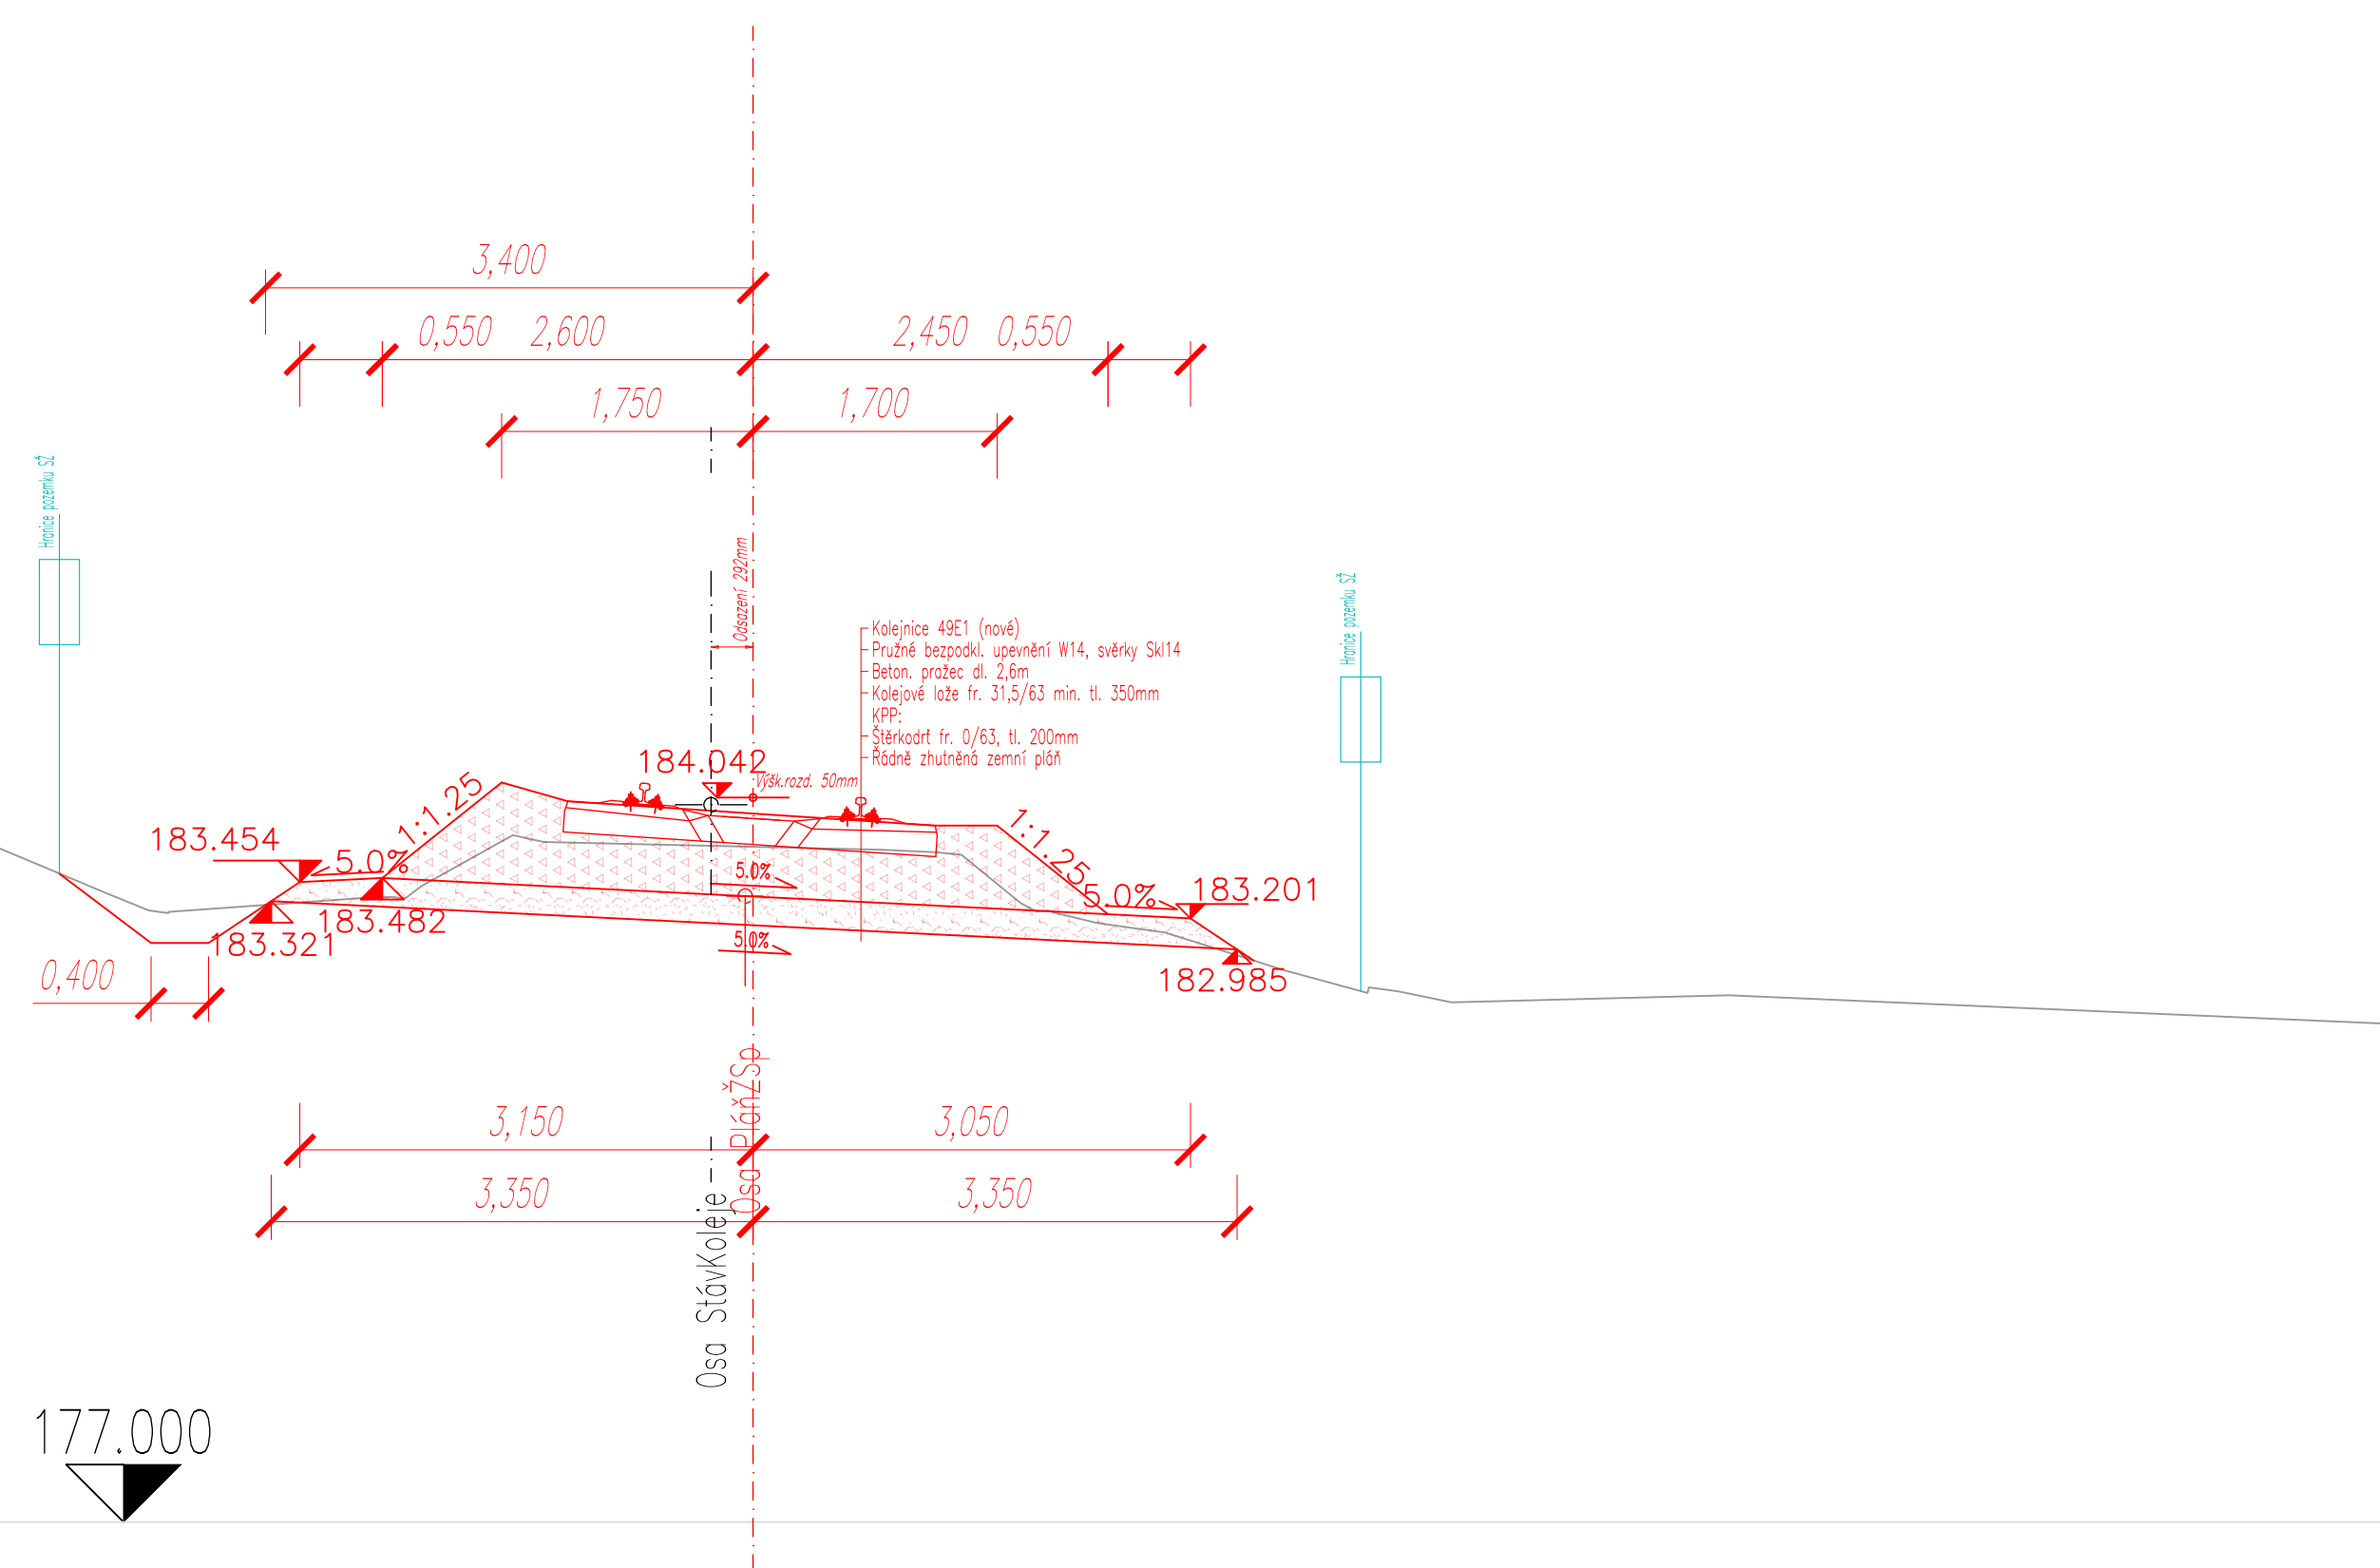 3,400
0,550 2,600 2,450 0,550
1,750 1,700
Hranice pozemku SŽ
Odsazení 292mm
Hranice pozemku SŽ
Kolejnice 49E1 (nové)
Pružné bezpodkl. upevnění W14, svěrky Skl14
Beton. pražec dl. 2,6m
Kolejové lože fr. 31,5/63 min. tl. 350mm
KPP:
Štěrkodrť fr. 0/63, tl. 200mm
Řádně zhutněná zemní pláň
184.042
Výšk.rozd. 50mm
1:1.25
1:1.25
183.454
5.0%
5.0%
5.0%
183.201
183.482
183.321
5.0%
182.985
0,400
Osa PláňŽSp
3,150 3,050
3,350 3,350
Osa StávKoleje
177.000